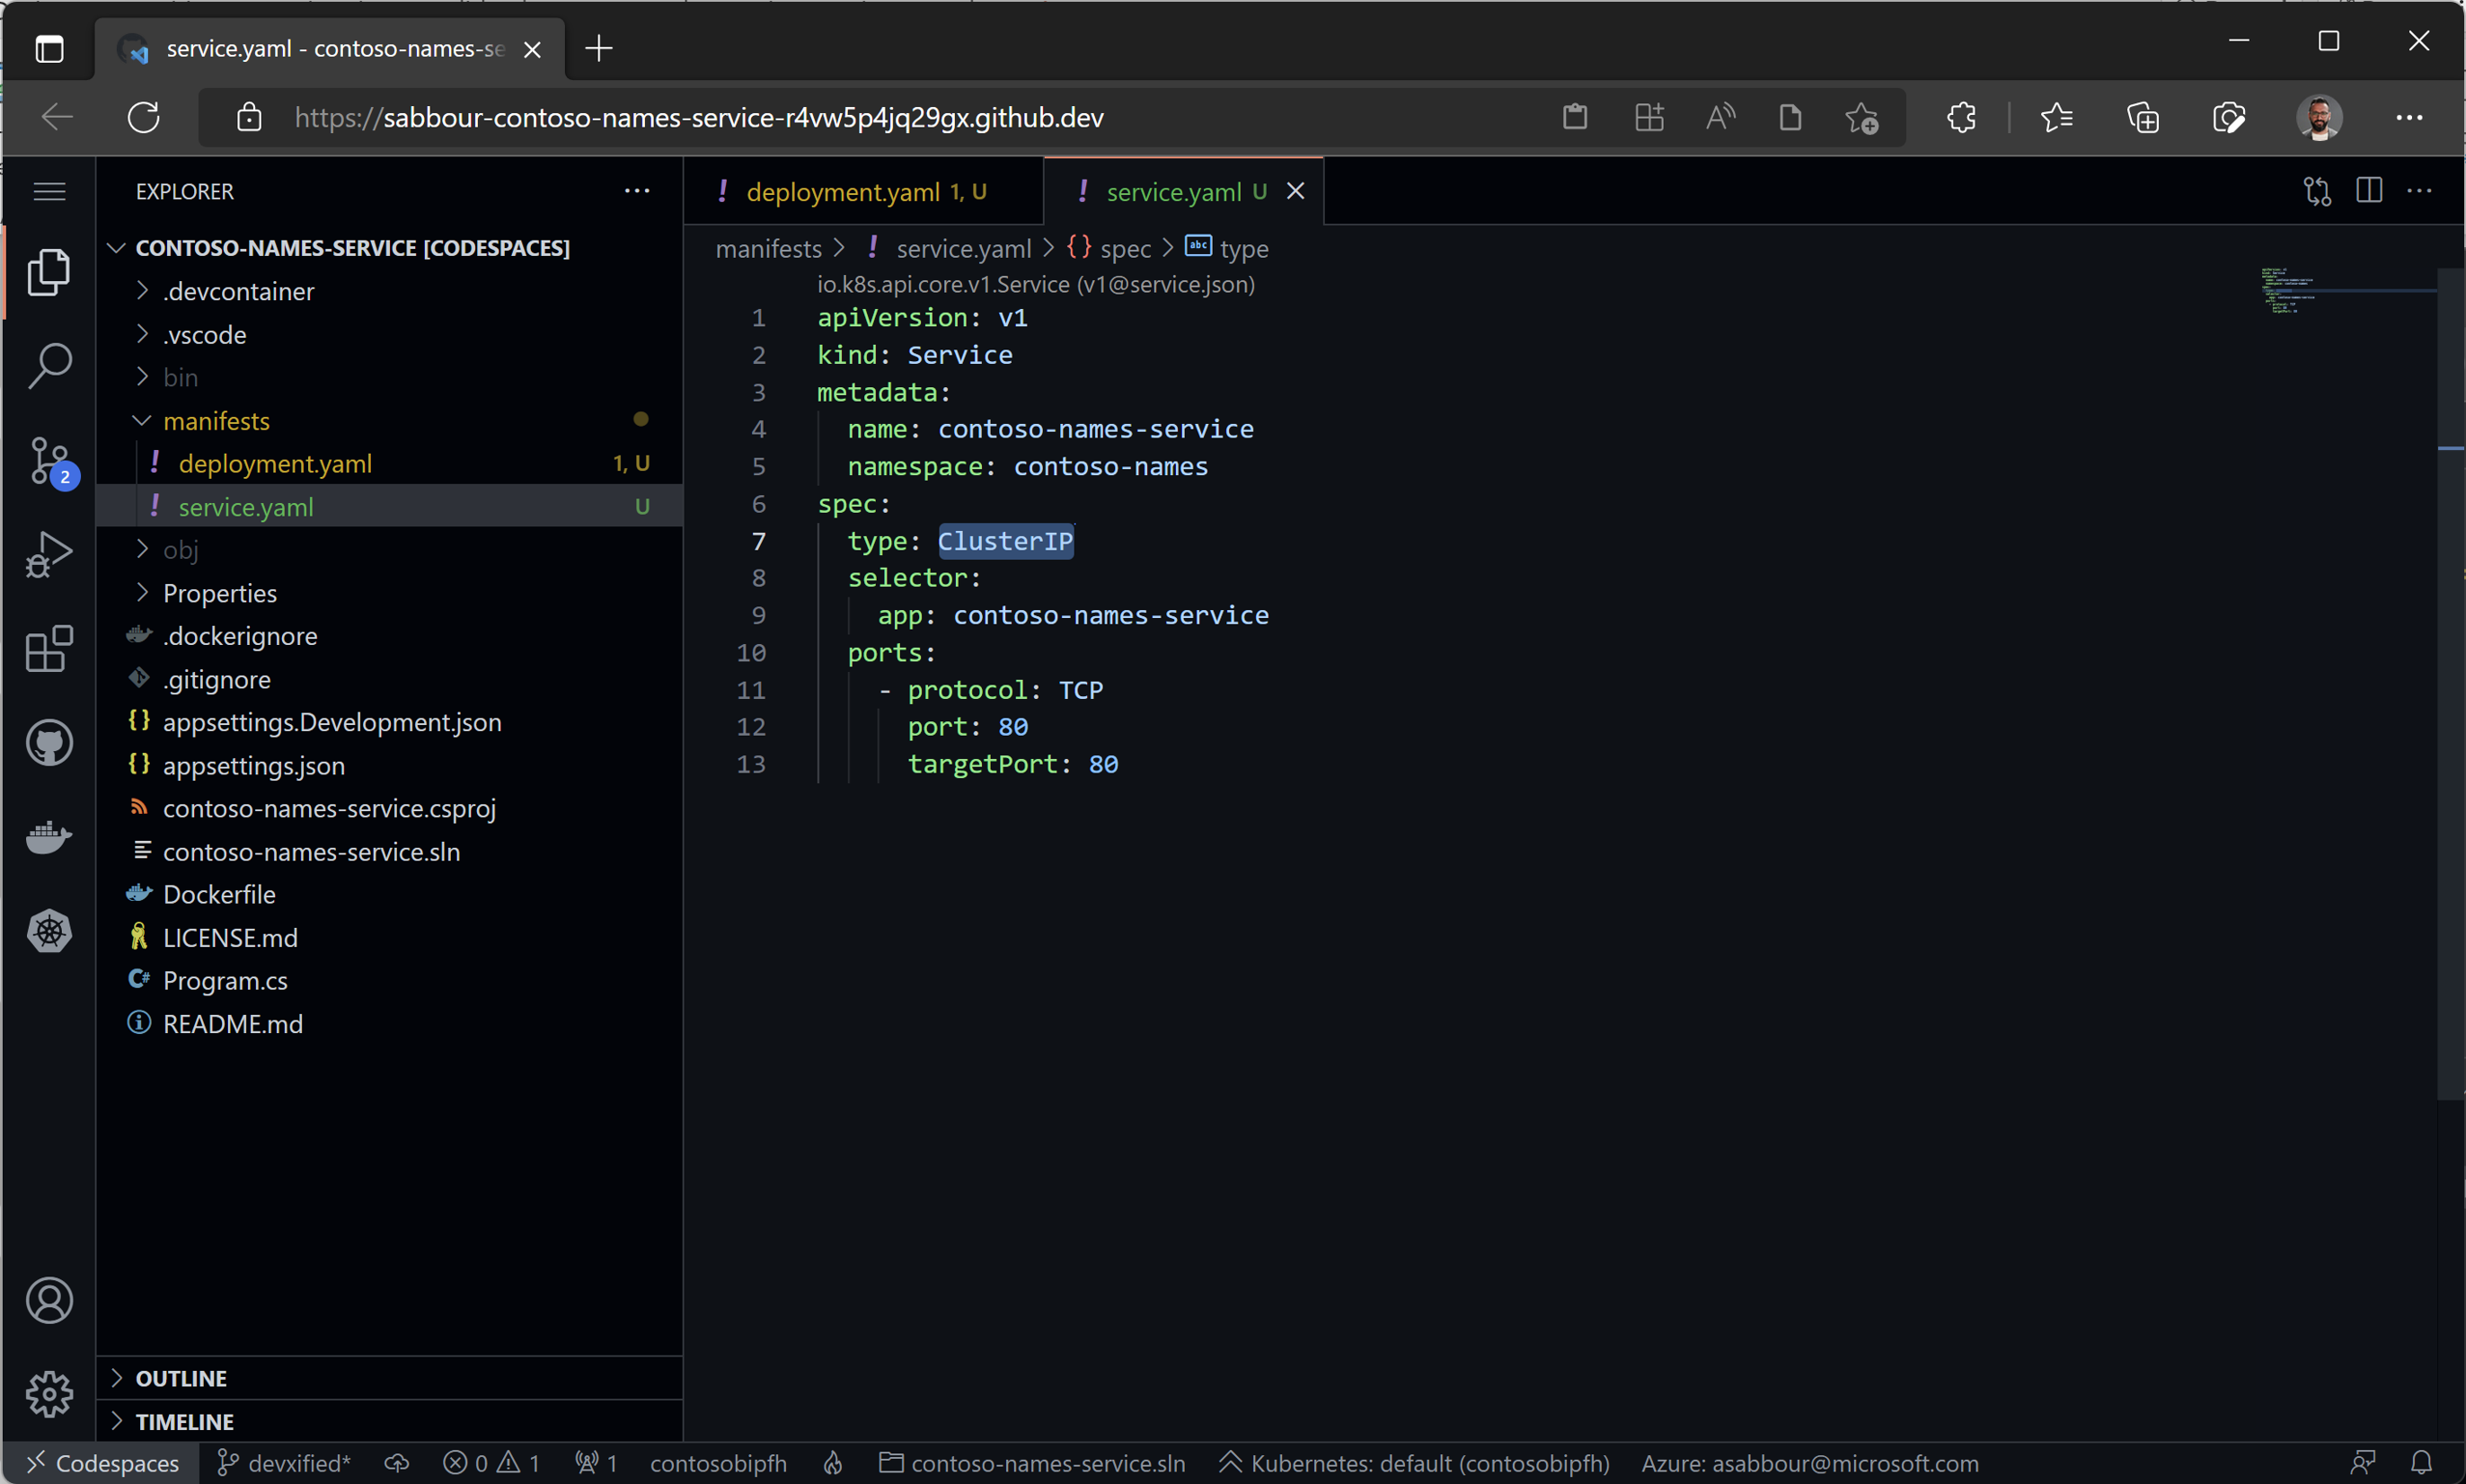 service.yaml - contoso-names-se
https://sabbour-contoso-names-service-r4vw5p4jq29gx.github.dev
EXPLORER
CONTOSO-NAMES-SERVICE [CODESPACES]
.devcontainer
.vscode
bin
manifests
deployment.yaml 1, U
service.yaml U
obj
Properties
.dockerignore
.gitignore
appsettings.Development.json
appsettings.json
contoso-names-service.csproj
contoso-names-service.sln
Dockerfile
LICENSE.md
Program.cs
README.md
OUTLINE
TIMELINE
2
deployment.yaml 1, U
service.yaml U
manifests > service.yaml > {} spec > abc type
io.k8s.api.core.v1.Service (v1@service.json)
1 apiVersion: v1
2 kind: Service
3 metadata:
4 name: contoso-names-service
5 namespace: contoso-names
6 spec:
7 type: ClusterIP
8 selector:
9 app: contoso-names-service
10 ports:
11 - protocol: TCP
12 port: 80
13 targetPort: 80
Codespaces devxified* 0 1 1 contosobipfh contoso-names-service.sln Kubernetes: default (contosobipfh) Azure: asabbour@microsoft.com